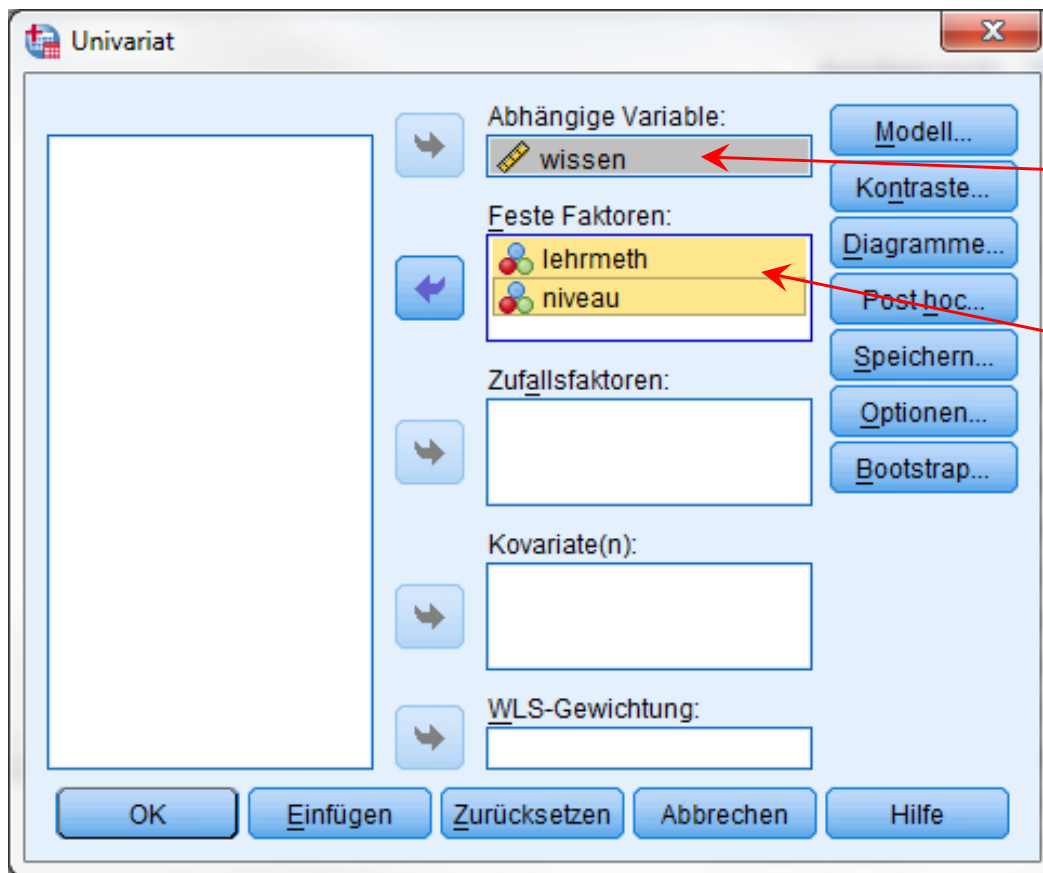 Univariat
Abhängige Variable:
wissen
Feste Faktoren:
lehrmeth
niveau
Zufallsfaktoren:
Kovariate(n):
WLS-Gewichtung:
Modell...
Kontraste...
Diagramme...
Post hoc...
Speichern...
Optionen...
Bootstrap...
OK
Einfügen
Zurücksetzen
Abbrechen
Hilfe